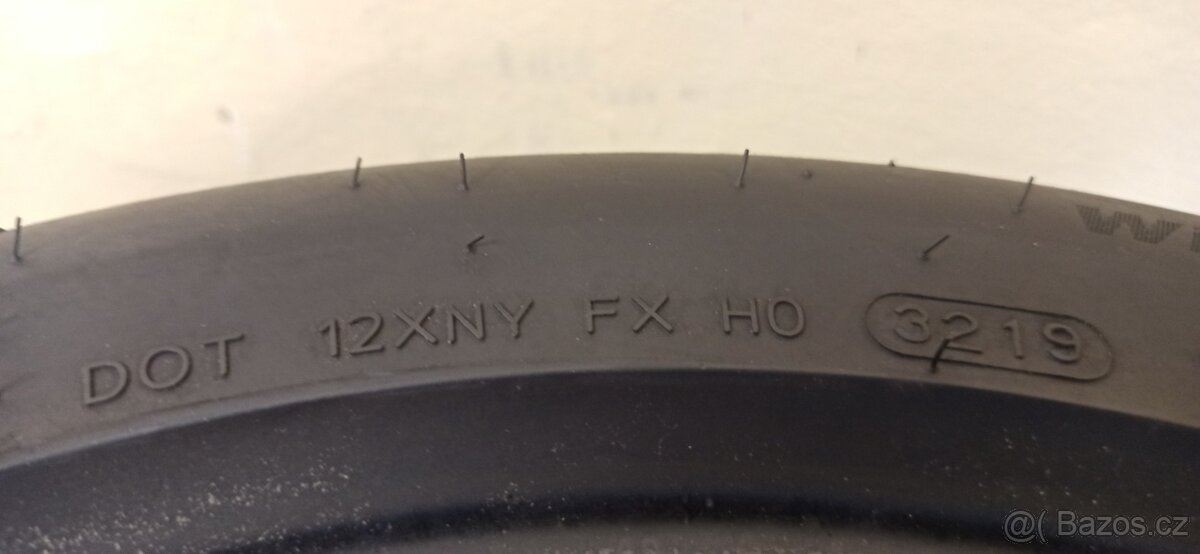 DOT 12XNY FX H0 3219
@( Bazos.cz